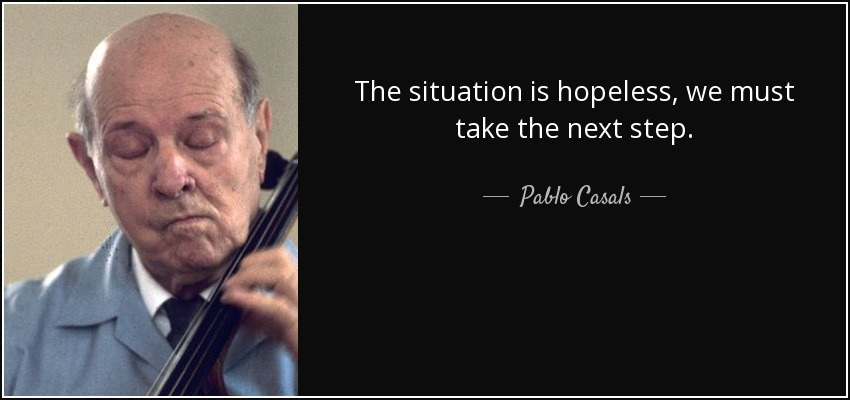 The situation is hopeless, we must
take the next step.
— Pablo Casals —